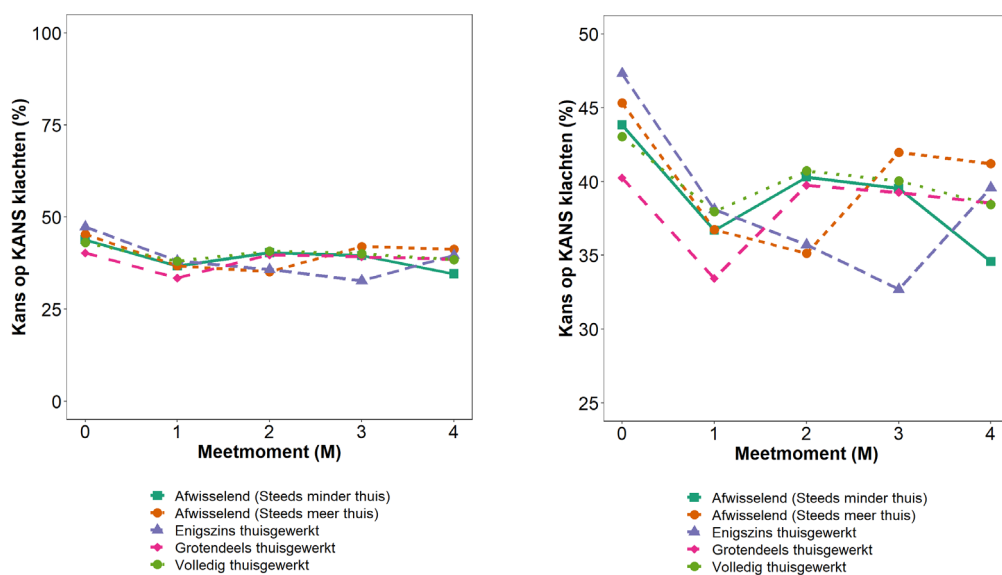 Kans op KANS klachten (%)
100
75
50
25
0
0 1 2 3 4
Meetmoment (M)
Afwisselend (Steeds minder thuis)
Afwisselend (Steeds meer thuis)
Enigszins thuisgewerkt
Grotendeels thuisgewerkt
Volledig thuisgewerkt
Kans op KANS klachten (%)
50
45
40
35
30
25
0 1 2 3 4
Meetmoment (M)
Afwisselend (Steeds minder thuis)
Afwisselend (Steeds meer thuis)
Enigszins thuisgewerkt
Grotendeels thuisgewerkt
Volledig thuisgewerkt